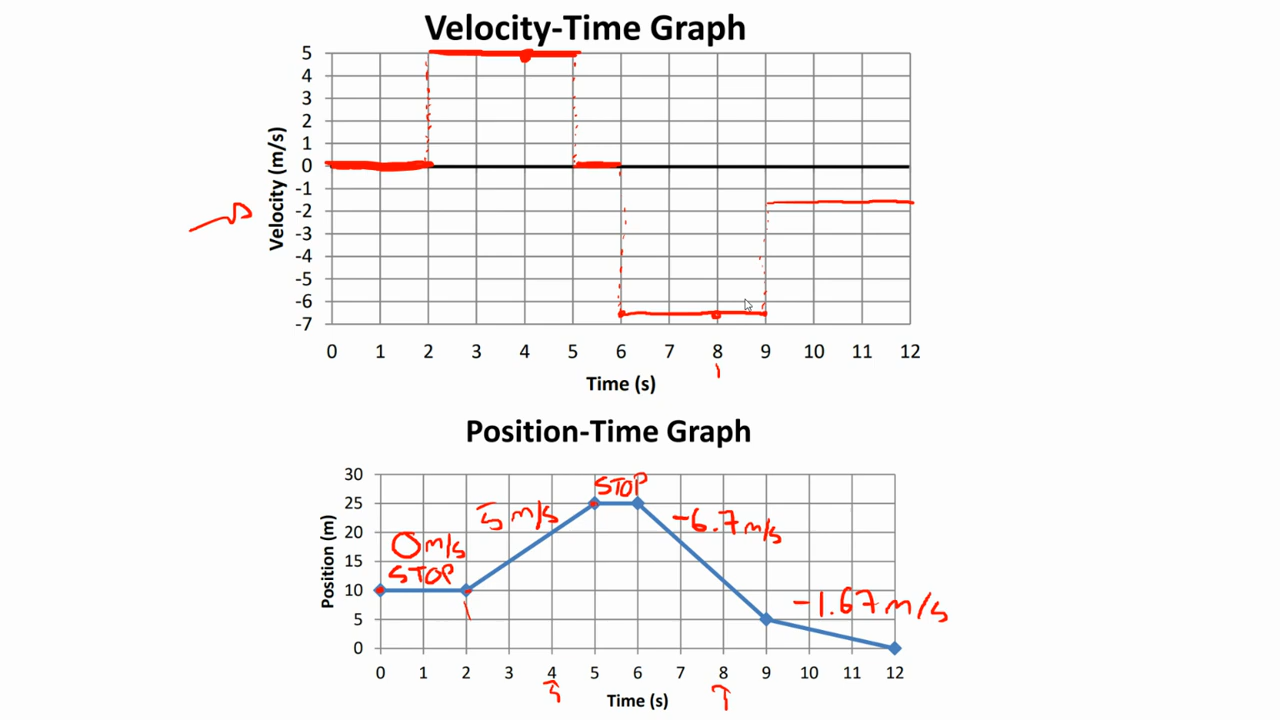 Velocity-Time Graph
5
4
3
2
1
0
-1
-2
-3
-4
-5
-6
-7
Velocity (m/s)
0 1 2 3 4 5 6 7 8 9 10 11 12
Time (s)
Position-Time Graph
30
25
20
15
10
5
0
Position (m)
STOP
5 m/s
-6.7 m/s
0 m/s
STOP
-1.67 m/s
0 1 2 3 4 5 6 7 8 9 10 11 12
Time (s)